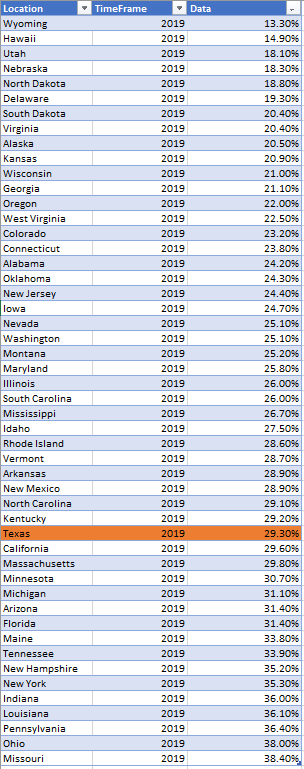 Location TimeFrame Data
Wyoming 2019 13.30%
Hawaii 2019 14.90%
Utah 2019 18.10%
Nebraska 2019 18.30%
North Dakota 2019 18.80%
Delaware 2019 19.30%
South Dakota 2019 20.40%
Virginia 2019 20.40%
Alaska 2019 20.50%
Kansas 2019 20.90%
Wisconsin 2019 21.00%
Georgia 2019 21.10%
Oregon 2019 22.00%
West Virginia 2019 22.50%
Colorado 2019 23.20%
Connecticut 2019 23.80%
Alabama 2019 24.20%
Oklahoma 2019 24.30%
New Jersey 2019 24.40%
Iowa 2019 24.70%
Nevada 2019 25.10%
Washington 2019 25.10%
Montana 2019 25.20%
Maryland 2019 25.80%
Illinois 2019 26.00%
South Carolina 2019 26.00%
Mississippi 2019 26.70%
Idaho 2019 27.50%
Rhode Island 2019 28.60%
Vermont 2019 28.70%
Arkansas 2019 28.90%
New Mexico 2019 28.90%
North Carolina 2019 29.10%
Kentucky 2019 29.20%
Texas 2019 29.30%
California 2019 29.60%
Massachusetts 2019 29.80%
Minnesota 2019 30.70%
Michigan 2019 31.10%
Arizona 2019 31.40%
Florida 2019 31.40%
Maine 2019 33.80%
Tennessee 2019 33.90%
New Hampshire 2019 35.20%
New York 2019 35.30%
Indiana 2019 36.00%
Louisiana 2019 36.10%
Pennsylvania 2019 36.40%
Ohio 2019 38.00%
Missouri 2019 38.40%